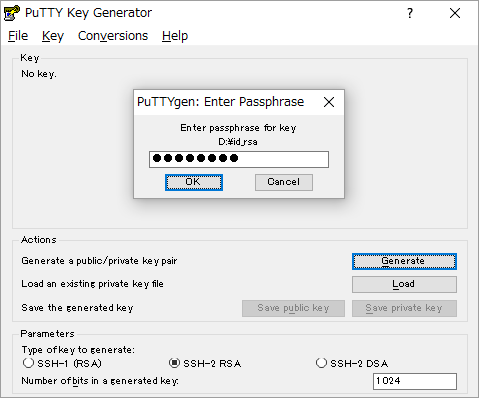 PuTTY Key Generator
?
File Key Conversions Help
Key
No key.
PuTTYgen: Enter Passphrase
Enter passphrase for key
D:¥id_rsa
●●●●●●●●
OK Cancel
Actions
Generate a public/private key pair Generate
Load an existing private key file Load
Save the generated key Save public key Save private key
Parameters
Type of key to generate:
SSH-1 (RSA) SSH-2 RSA SSH-2 DSA
Number of bits in a generated key: 1024